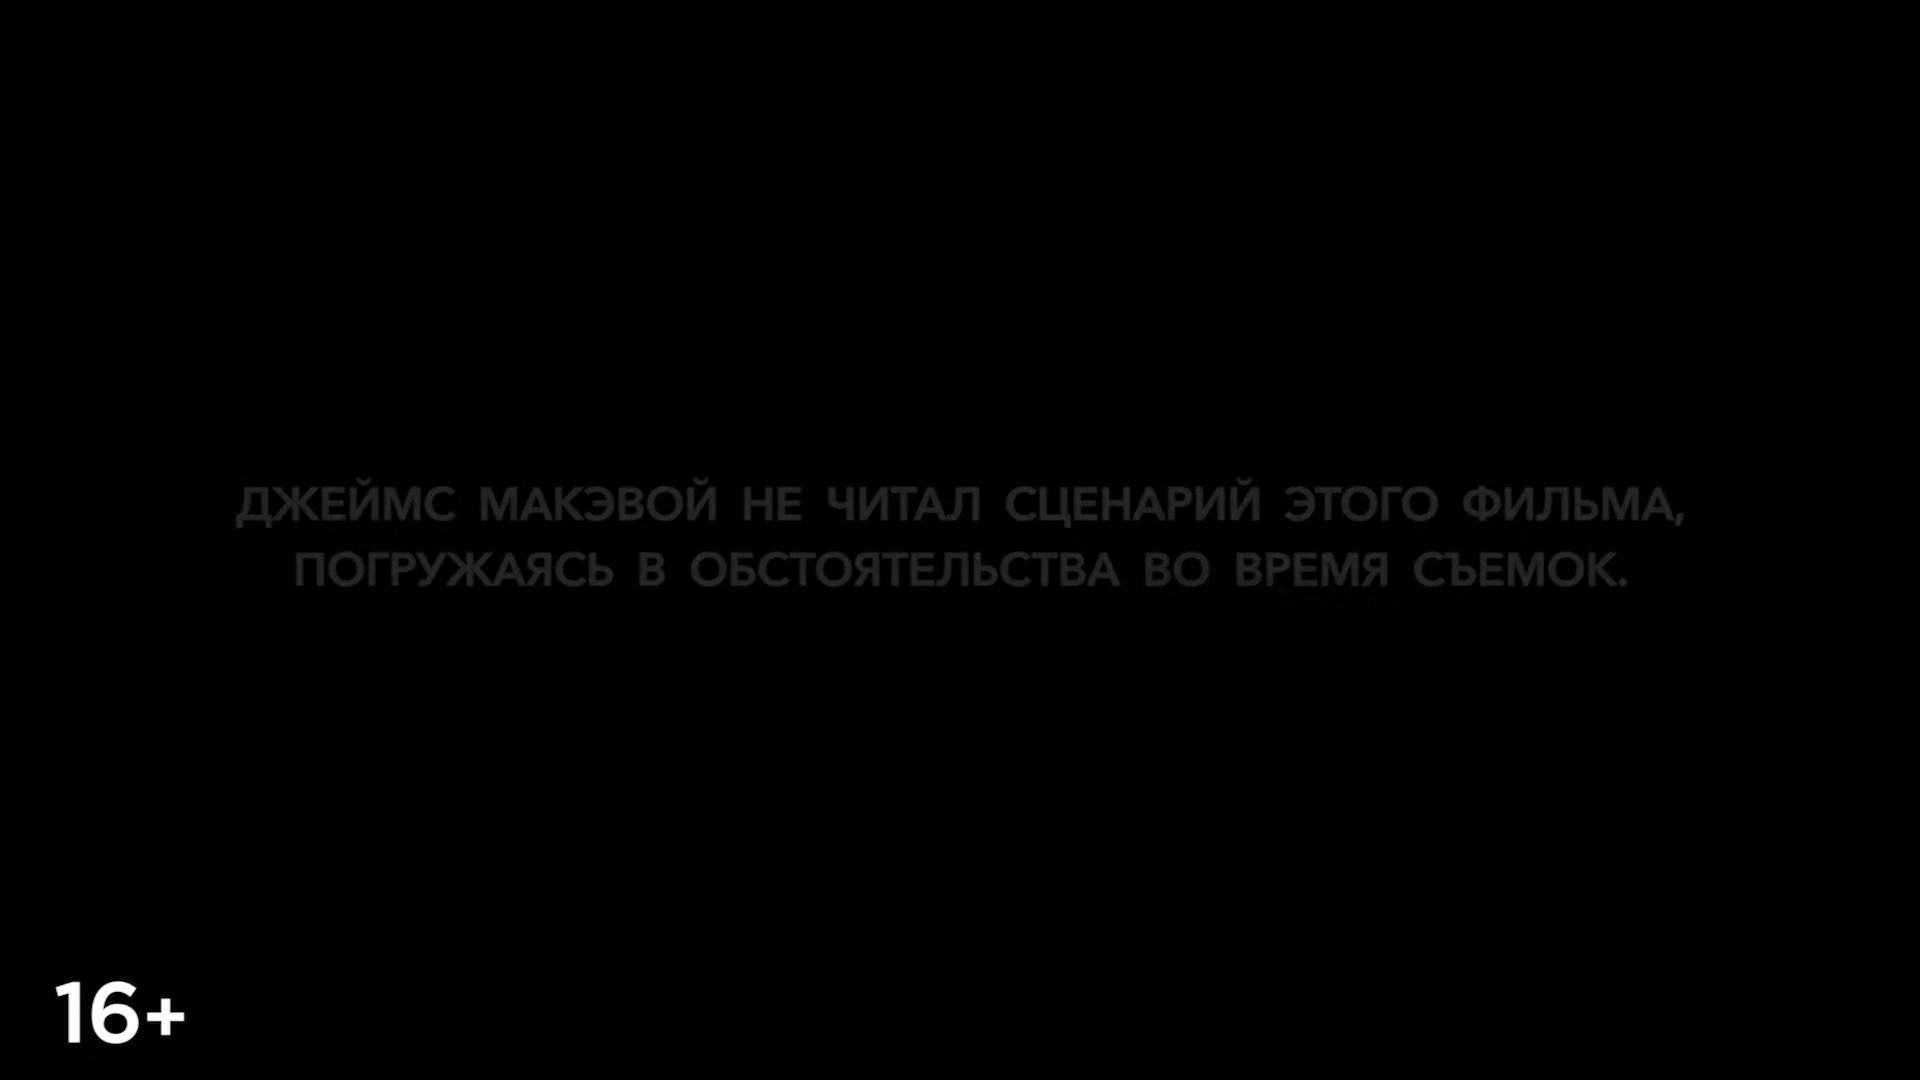 ДЖЕЙМС МАКЭВОЙ НЕ ЧИТАЛ СЦЕНАРИЙ ЭТОГО ФИЛЬМА,
ПОГРУЖАЯСЬ В ОБСТОЯТЕЛЬСТВА ВО ВРЕМЯ СЪЕМОК.
16+